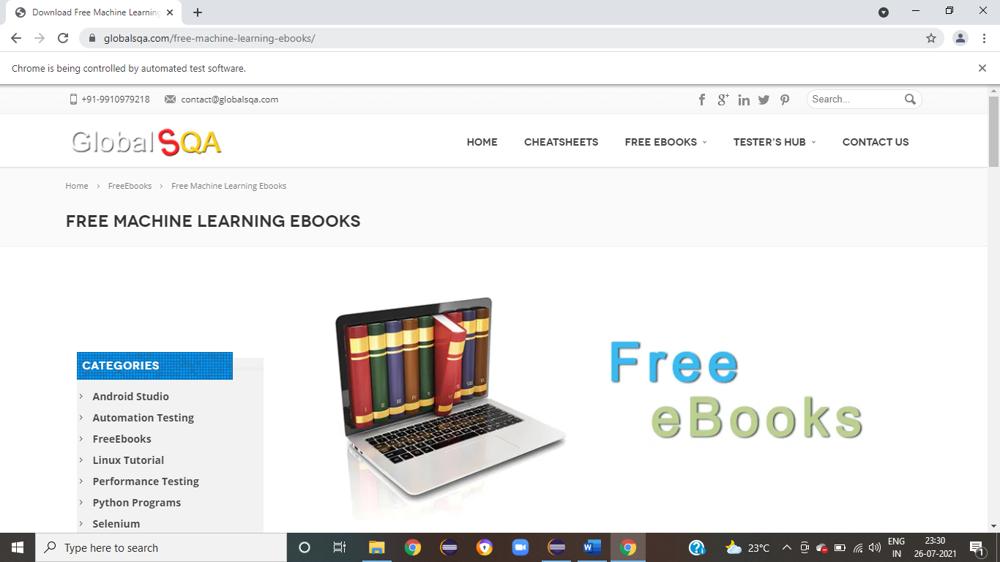 Download Free Machine Learning
globalsqa.com/free-machine-learning-ebooks/
Chrome is being controlled by automated test software.
+91-9910979218 contact@globalsqa.com Search...
GlobalSQA
HOME CHEATSHEETS FREE EBOOKS TESTER'S HUB CONTACT US
Home > FreeEbooks > Free Machine Learning Ebooks
FREE MACHINE LEARNING EBOOKS
Free
eBooks
CATEGORIES
Android Studio
Automation Testing
FreeEbooks
Linux Tutorial
Performance Testing
Python Programs
Selenium
Type here to search
23°C
ENG
IN
23:30
26-07-2021
1